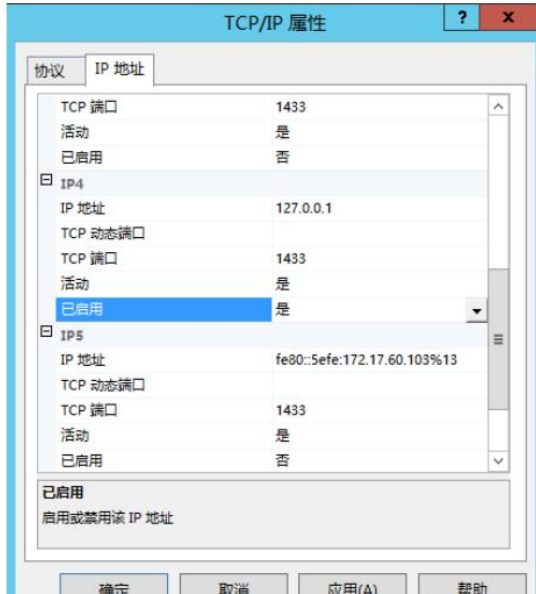 TCP/IP 属性
? x
协议 IP 地址
TCP 端口 1433
活动 是
已启用 否
IP4
IP 地址 127.0.0.1
TCP 动态端口
TCP 端口 1433
活动 是
已启用 是
IP5
IP 地址 fe80::5efe:172.17.60.103%13
TCP 动态端口
TCP 端口 1433
活动 是
已启用 否
已启用
启用或禁用该 IP 地址
确定 取消 应用(A) 帮助